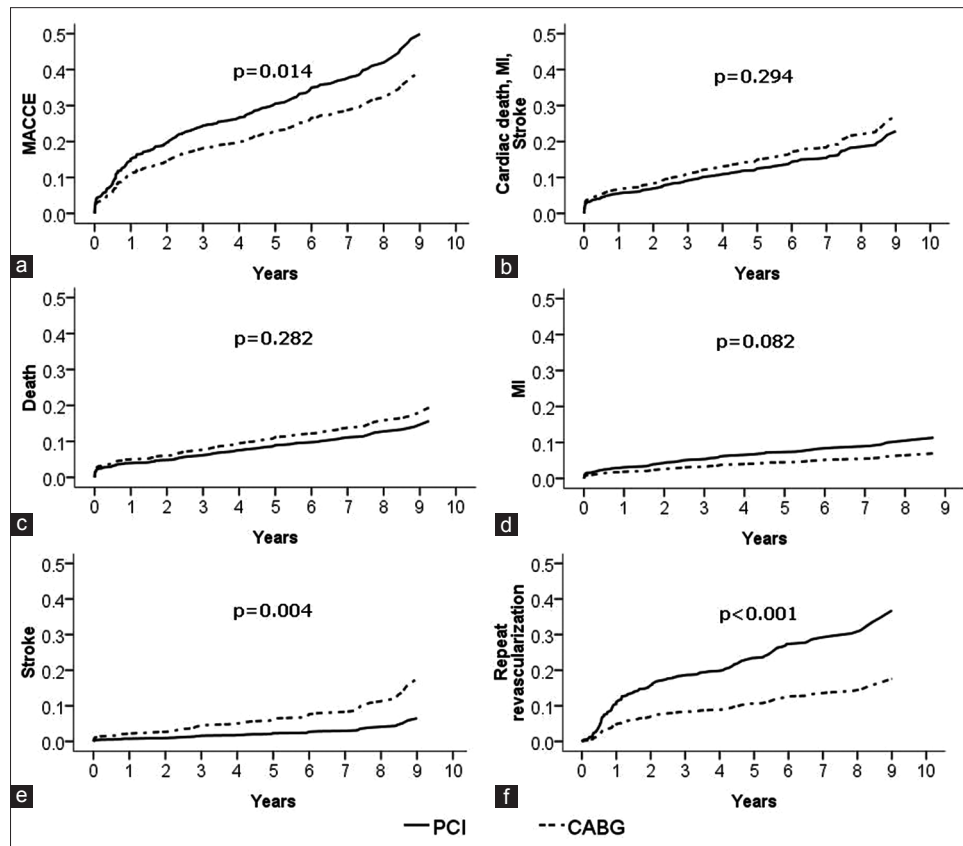 0.5
0.4
0.3
0.2
0.1
0.0
MACCE
p=0.014
0 1 2 3 4 5 6 7 8 9 10
Years
a
0.5
0.4
0.3
0.2
0.1
0.0
Cardiac death, MI,
Stroke
p=0.294
0 1 2 3 4 5 6 7 8 9 10
Years
b
0.5
0.4
0.3
0.2
0.1
0.0
Death
p=0.282
0 1 2 3 4 5 6 7 8 9 10
Years
c
0.5
0.4
0.3
0.2
0.1
0.0
MI
p=0.082
0 1 2 3 4 5 6 7 8 9
Years
d
0.5
0.4
0.3
0.2
0.1
0.0
Stroke
p=0.004
0 1 2 3 4 5 6 7 8 9 10
Years
e
0.5
0.4
0.3
0.2
0.1
0.0
Repeat
revascularization
p<0.001
0 1 2 3 4 5 6 7 8 9 10
Years
f
PCI CABG